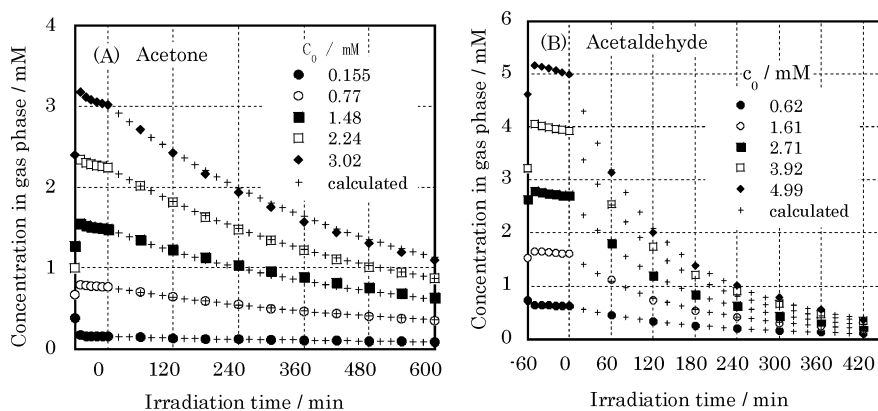 (A) Acetone
C0 / mM
0.155
0.77
1.48
2.24
3.02
calculated
Concentration in gas phase / mM
4
3
2
1
0
0 120 240 360 480 600
Irradiation time / min
(B) Acetaldehyde
c0 / mM
0.62
1.61
2.71
3.92
4.99
calculated
Concentration in gas phase / mM
6
5
4
3
2
1
0
-60 0 60 120 180 240 300 360 420
Irradiation time / min